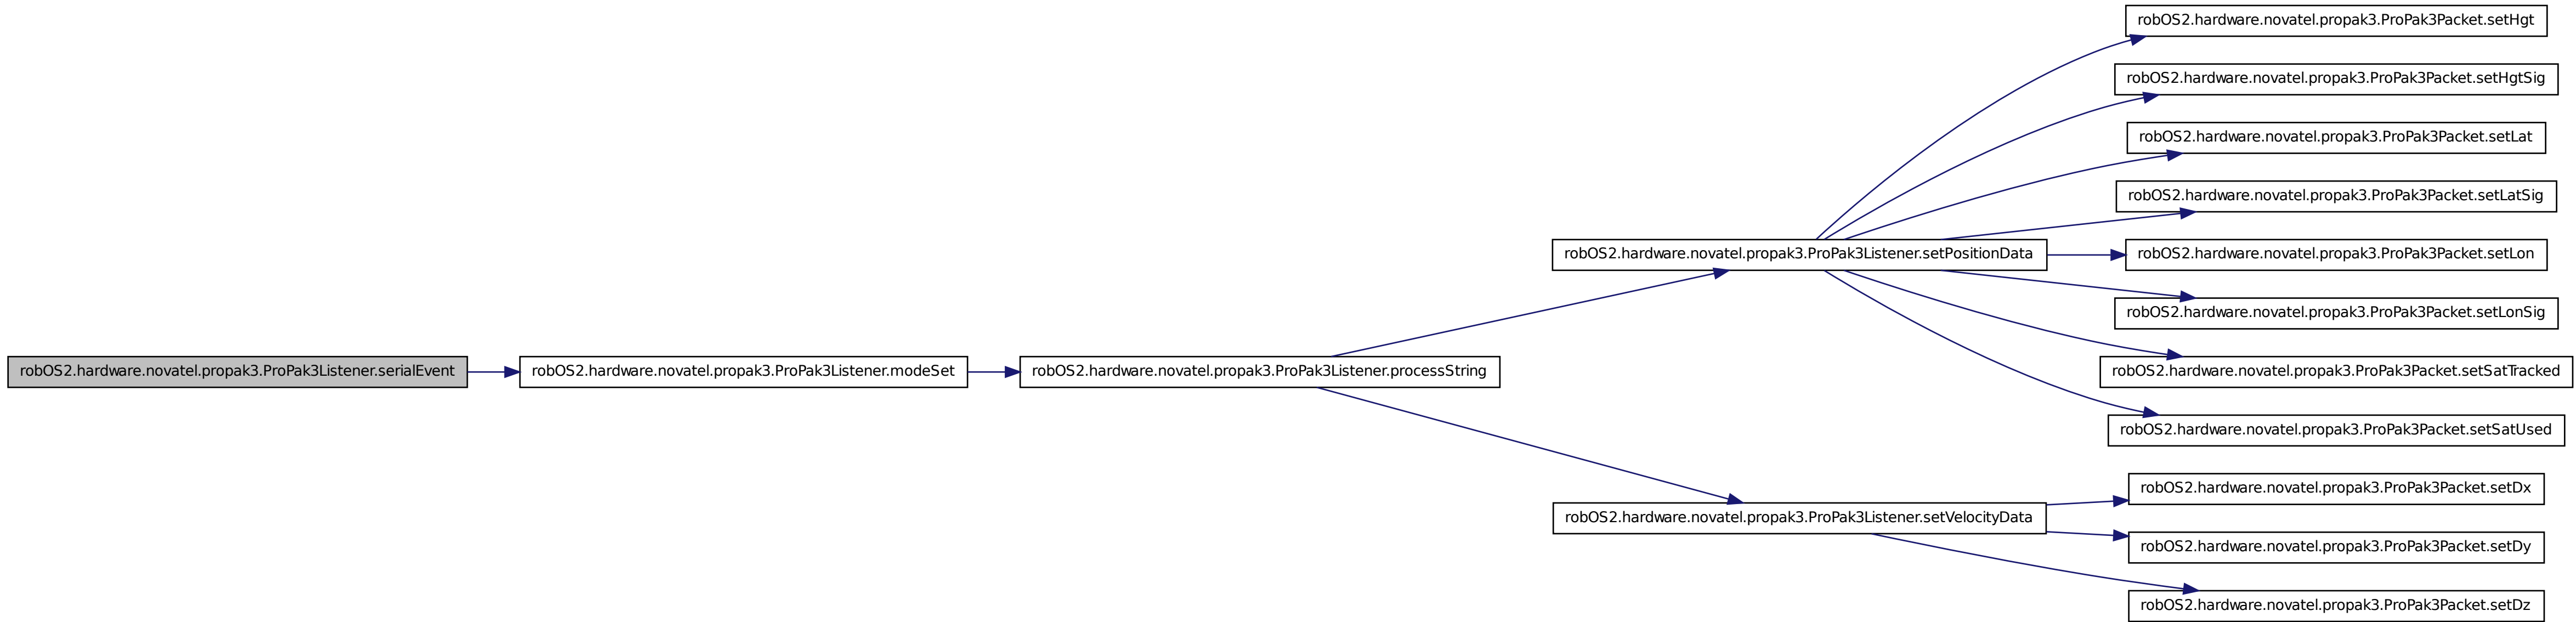 robOS2.hardware.novatel.propak3.ProPak3Listener.serialEvent
robOS2.hardware.novatel.propak3.ProPak3Listener.modeSet
robOS2.hardware.novatel.propak3.ProPak3Listener.processString
robOS2.hardware.novatel.propak3.ProPak3Listener.setPositionData
robOS2.hardware.novatel.propak3.ProPak3Listener.setVelocityData
robOS2.hardware.novatel.propak3.ProPak3Packet.setHgt
robOS2.hardware.novatel.propak3.ProPak3Packet.setHgtSig
robOS2.hardware.novatel.propak3.ProPak3Packet.setLat
robOS2.hardware.novatel.propak3.ProPak3Packet.setLatSig
robOS2.hardware.novatel.propak3.ProPak3Packet.setLon
robOS2.hardware.novatel.propak3.ProPak3Packet.setLonSig
robOS2.hardware.novatel.propak3.ProPak3Packet.setSatTracked
robOS2.hardware.novatel.propak3.ProPak3Packet.setSatUsed
robOS2.hardware.novatel.propak3.ProPak3Packet.setDx
robOS2.hardware.novatel.propak3.ProPak3Packet.setDy
robOS2.hardware.novatel.propak3.ProPak3Packet.setDz